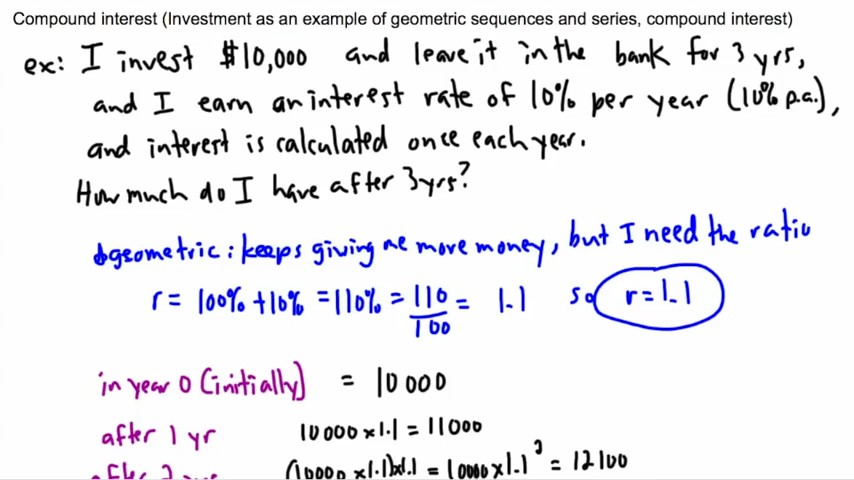 Compound interest (Investment as an example of geometric sequences and series, compound interest)
ex: I invest $10,000 and leave it in the bank for 3 yrs,
and I earn an interest rate of 10% per year (10% p.a.),
and interest is calculated once each year.
How much do I have after 3 yrs?
geometric: keeps giving me more money, but I need the ratio
r = 100% + 10% = 110% = 110/100 = 1.1 so r = 1.1
in year 0 (initially) = 10 000
after 1 yr 10000 x 1.1 = 11000
after 2 (10000 x 1.1) x 1.1 = 10000 x 1.1² = 12100